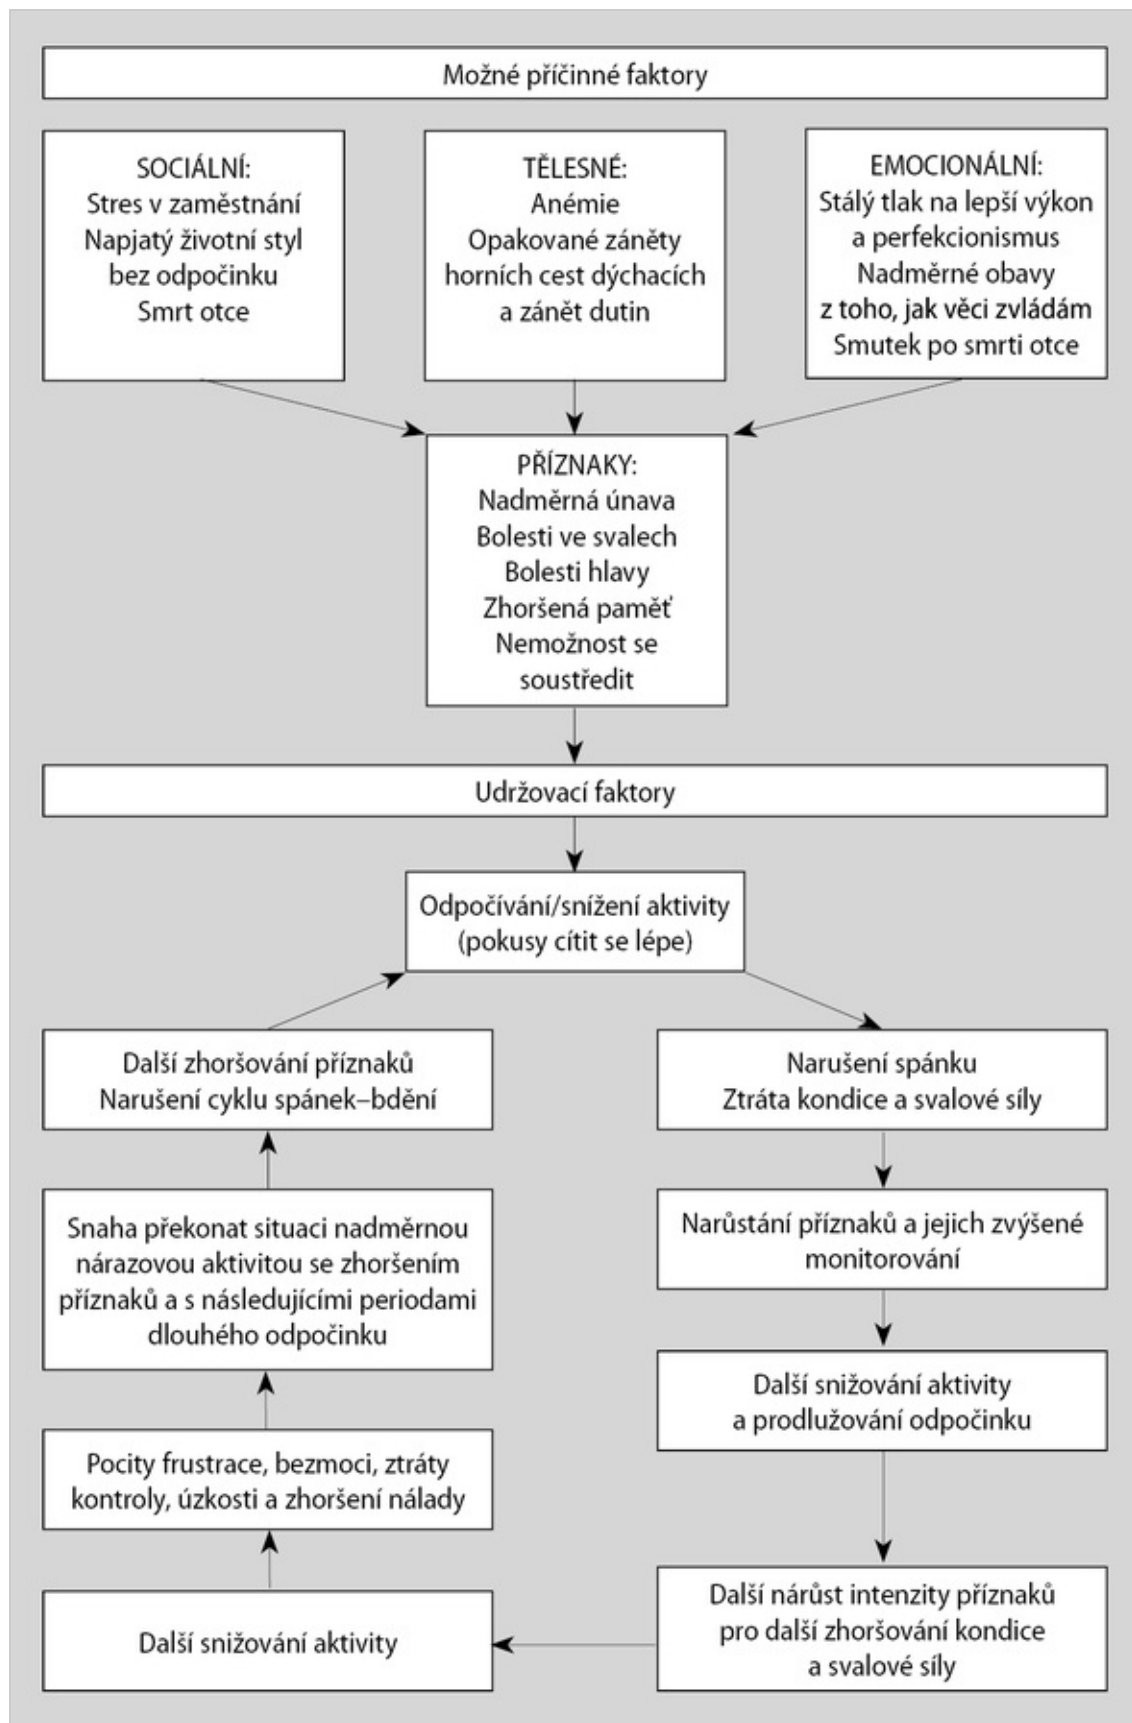 Možné příčinné faktory
SOCIÁLNÍ:
Stres v zaměstnání
Napjatý životní styl
bez odpočinku
Smrt otce
TĚLESNÉ:
Anémie
Opakované záněty
horních cest dýchacích
a zánět dutin
EMOCIONÁLNÍ:
Stálý tlak na lepší výkon
a perfekcionismus
Nadměrné obavy
z toho, jak věci zvládám
Smutek po smrti otce
PŘÍZNAKY:
Nadměrná únava
Bolesti ve svalech
Bolesti hlavy
Zhoršená paměť
Nemožnost se
soustředit
Udržovací faktory
Odpočívání/snížení aktivity
(pokusy cítit se lépe)
Narušení spánku
Ztráta kondice a svalové síly
Narůstání příznaků a jejich zvýšené
monitorování
Další snižování aktivity
a prodlužování odpočinku
Další nárůst intenzity příznaků
pro další zhoršování kondice
a svalové síly
Další snižování aktivity
Pocity frustrace, bezmoci, ztráty
kontroly, úzkosti a zhoršení nálady
Snaha překonat situaci nadměrnou
nárazovou aktivitou se zhoršením
příznaků a s následujícími periodami
dlouhého odpočinku
Další zhoršování příznaků
Narušení cyklu spánek–bdění